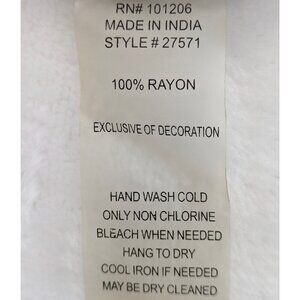 RN# 101206
MADE IN INDIA
STYLE # 27571
100% RAYON
EXCLUSIVE OF DECORATION
HAND WASH COLD
ONLY NON CHLORINE
BLEACH WHEN NEEDED
HANG TO DRY
COOL IRON IF NEEDED
MAY BE DRY CLEANED